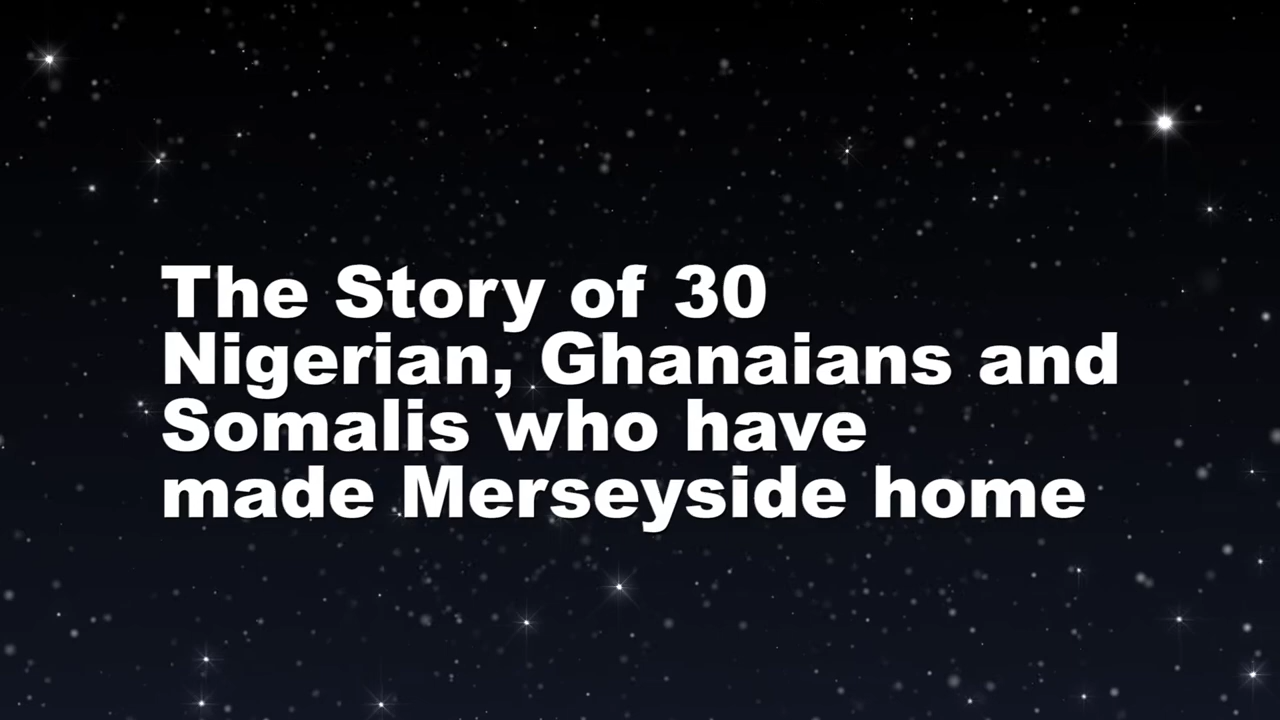 The Story of 30
Nigerian, Ghanaians and
Somalis who have
made Merseyside home